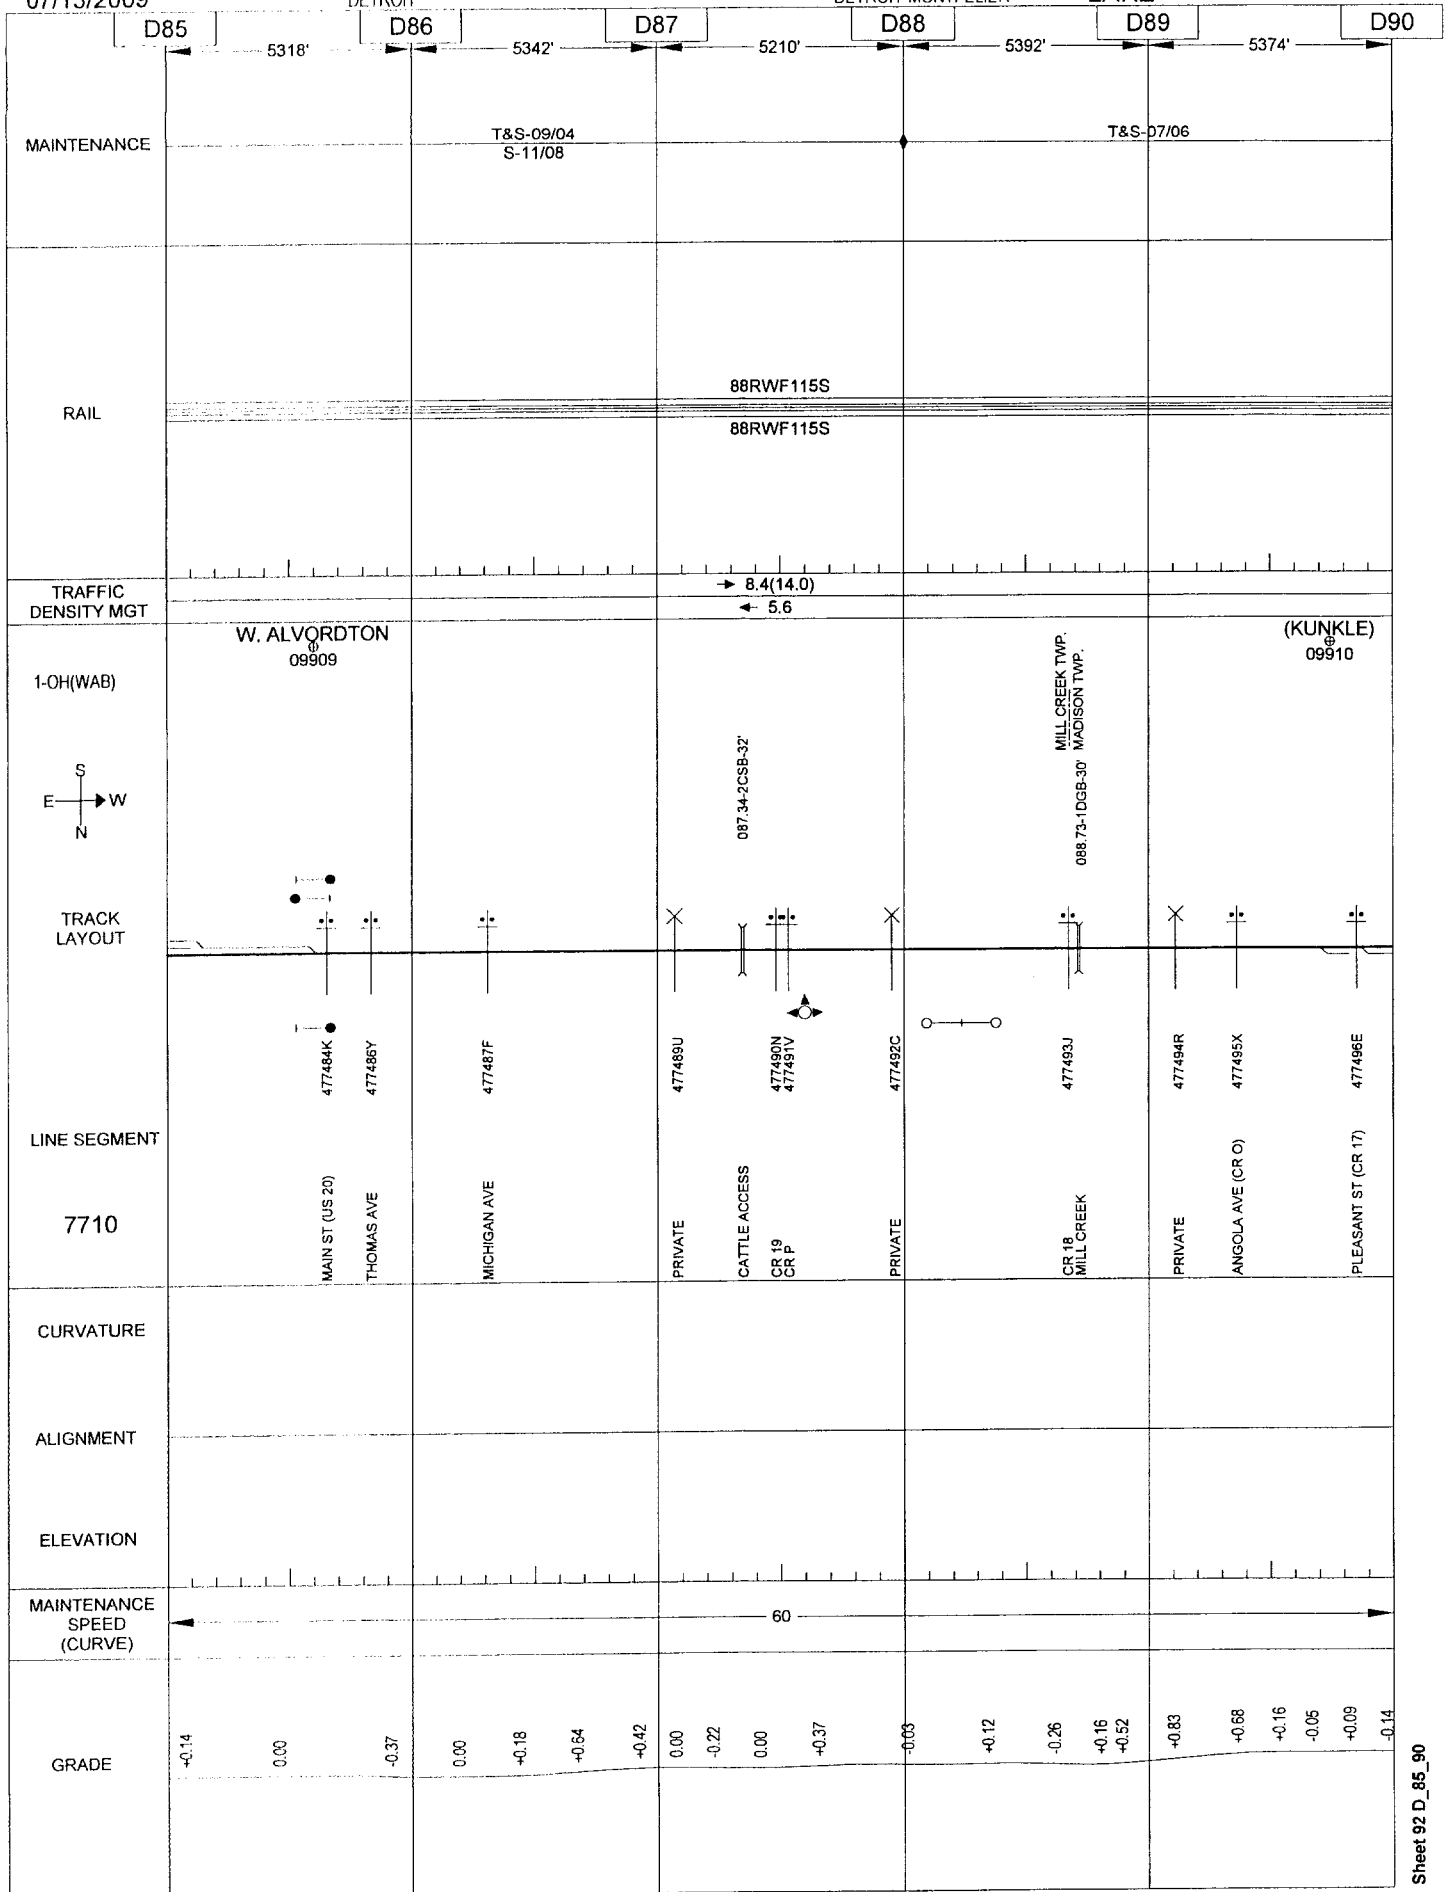 07/13/2009
DETROIT
D85
D86
D87
D88
D89
D90
5318'
5342'
5210'
5392'
5374'
MAINTENANCE
T&S-09/04
S-11/08
T&S-07/06
RAIL
88RWF115S
88RWF115S
TRAFFIC
DENSITY MGT
8.4(14.0)
5.6
1-OH(WAB)
W. ALVORDTON
09909
(KUNKLE)
09910
S
E W
N
087.34-2CSB-32'
MILL CREEK TWP.
MADISON TWP.
088.73-1DGB-30'
TRACK
LAYOUT
477484K
477486Y
477487F
477489U
477490N
477491V
477492C
477493J
477494R
477495X
477496E
LINE SEGMENT
7710
MAIN ST (US 20)
THOMAS AVE
MICHIGAN AVE
PRIVATE
CATTLE ACCESS
CR 19
CR P
PRIVATE
CR 18
MILL CREEK
PRIVATE
ANGOLA AVE (CR O)
PLEASANT ST (CR 17)
CURVATURE
ALIGNMENT
ELEVATION
MAINTENANCE
SPEED
(CURVE)
60
GRADE
+0.14
0.00
-0.37
0.00
+0.18
+0.64
+0.42
0.00
-0.22
0.00
+0.37
-0.03
+0.12
-0.26
+0.16
+0.52
+0.83
+0.68
+0.16
-0.05
+0.09
-0.14
Sheet 92 D_85_90